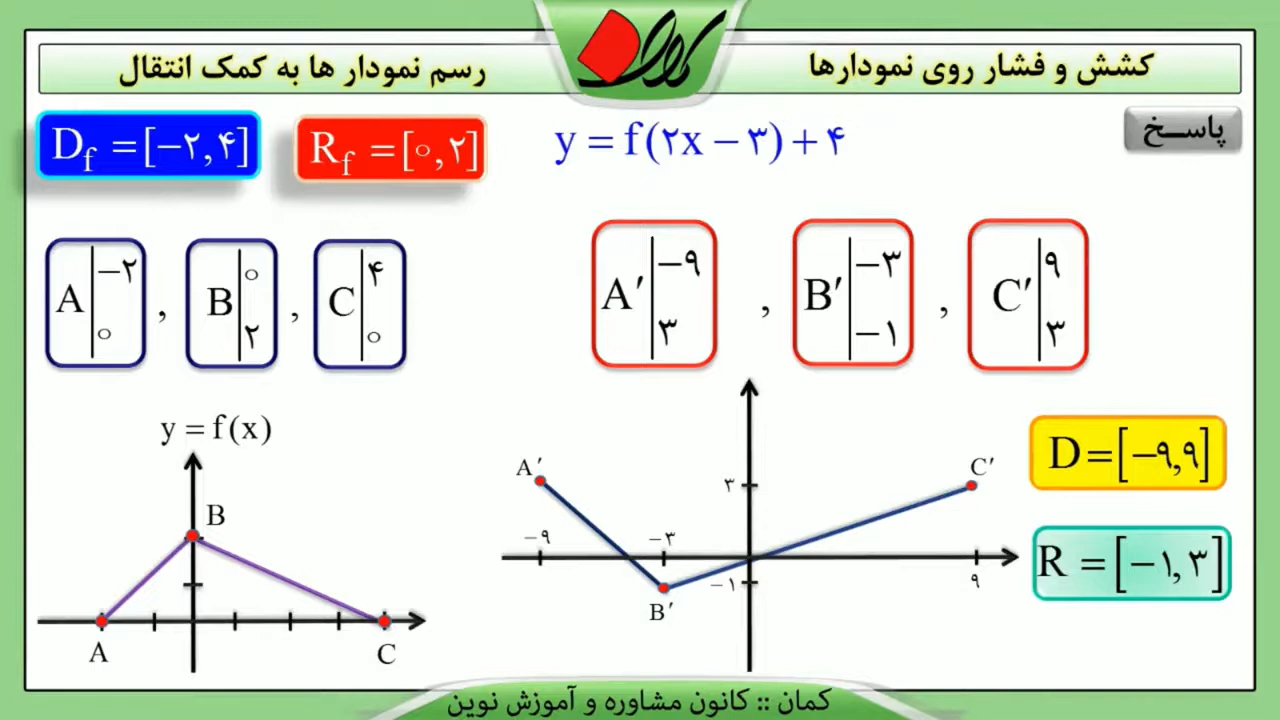 کشش و فشار روی نمودارها
کمان
رسم نمودار ها به کمک انتقال
پاسـخ
y = f(۲x − ۳) + ۴
R_f = [۰,۲]
D_f = [−۲,۴]
A | −۲ ۰ , B | ۰ ۲ , C | ۴ ۰
A′ | −۹ ۳ , B′ | −۳ −۱ , C′ | ۹ ۳
y = f(x)
B
A
C
A′
C′
۳
−۹
−۳
−۱
۹
B′
D = [−۹,۹]
R = [−۱,۳]
کمان :: کانون مشاوره و آموزش نوین